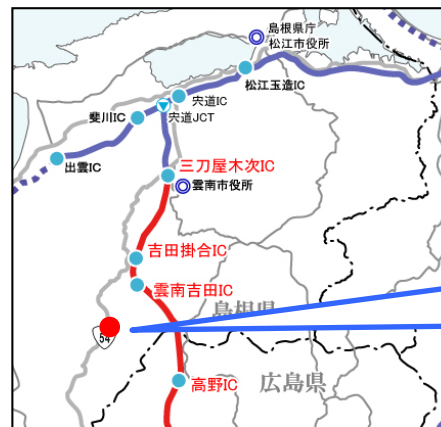 島根県庁
松江市役所
松江玉造IC
宍道IC
宍道JCT
斐川IC
出雲IC
三刀屋木次IC
雲南市役所
吉田掛合IC
雲南吉田IC
島根県
54
高野IC
広島県